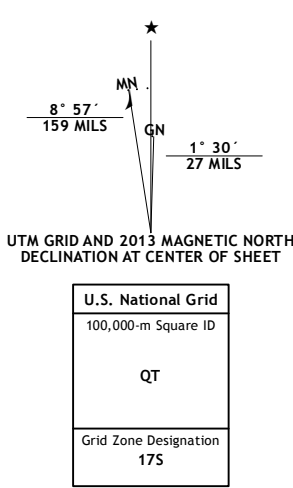 ★
MN
8° 57´
159 MILS
GN
1° 30´
27 MILS
UTM GRID AND 2013 MAGNETIC NORTH
DECLINATION AT CENTER OF SHEET
U.S. National Grid
100,000-m Square ID
QT
Grid Zone Designation
17S